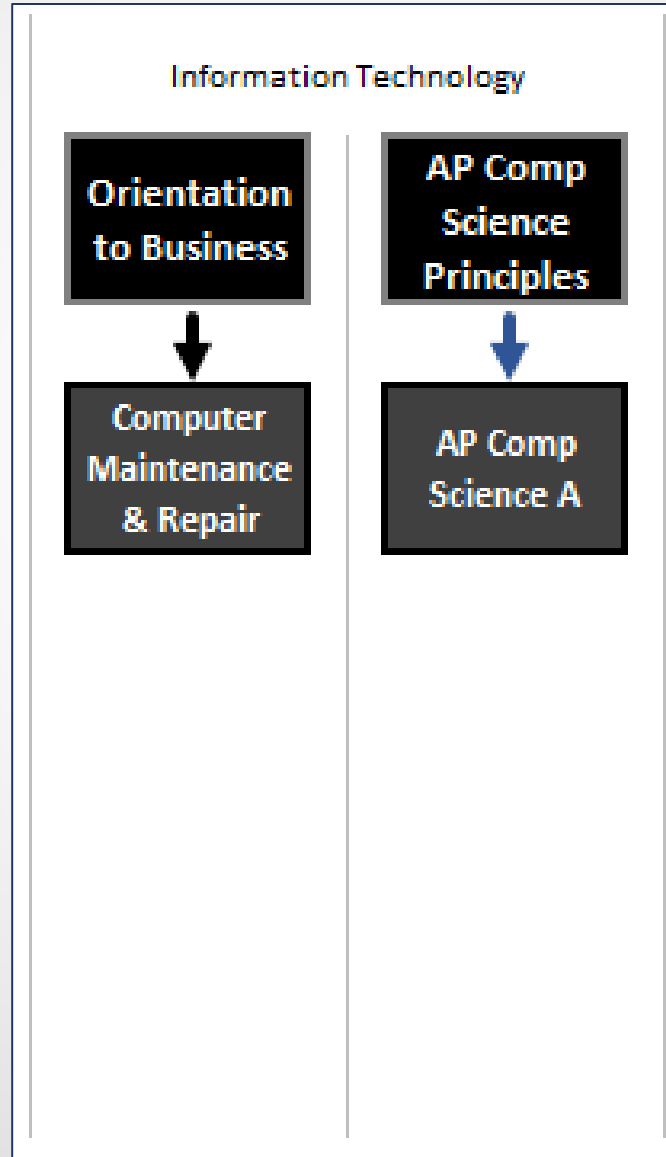 Information Technology
Orientation
to Business
Computer
Maintenance
& Repair
AP Comp
Science
Principles
AP Comp
Science A